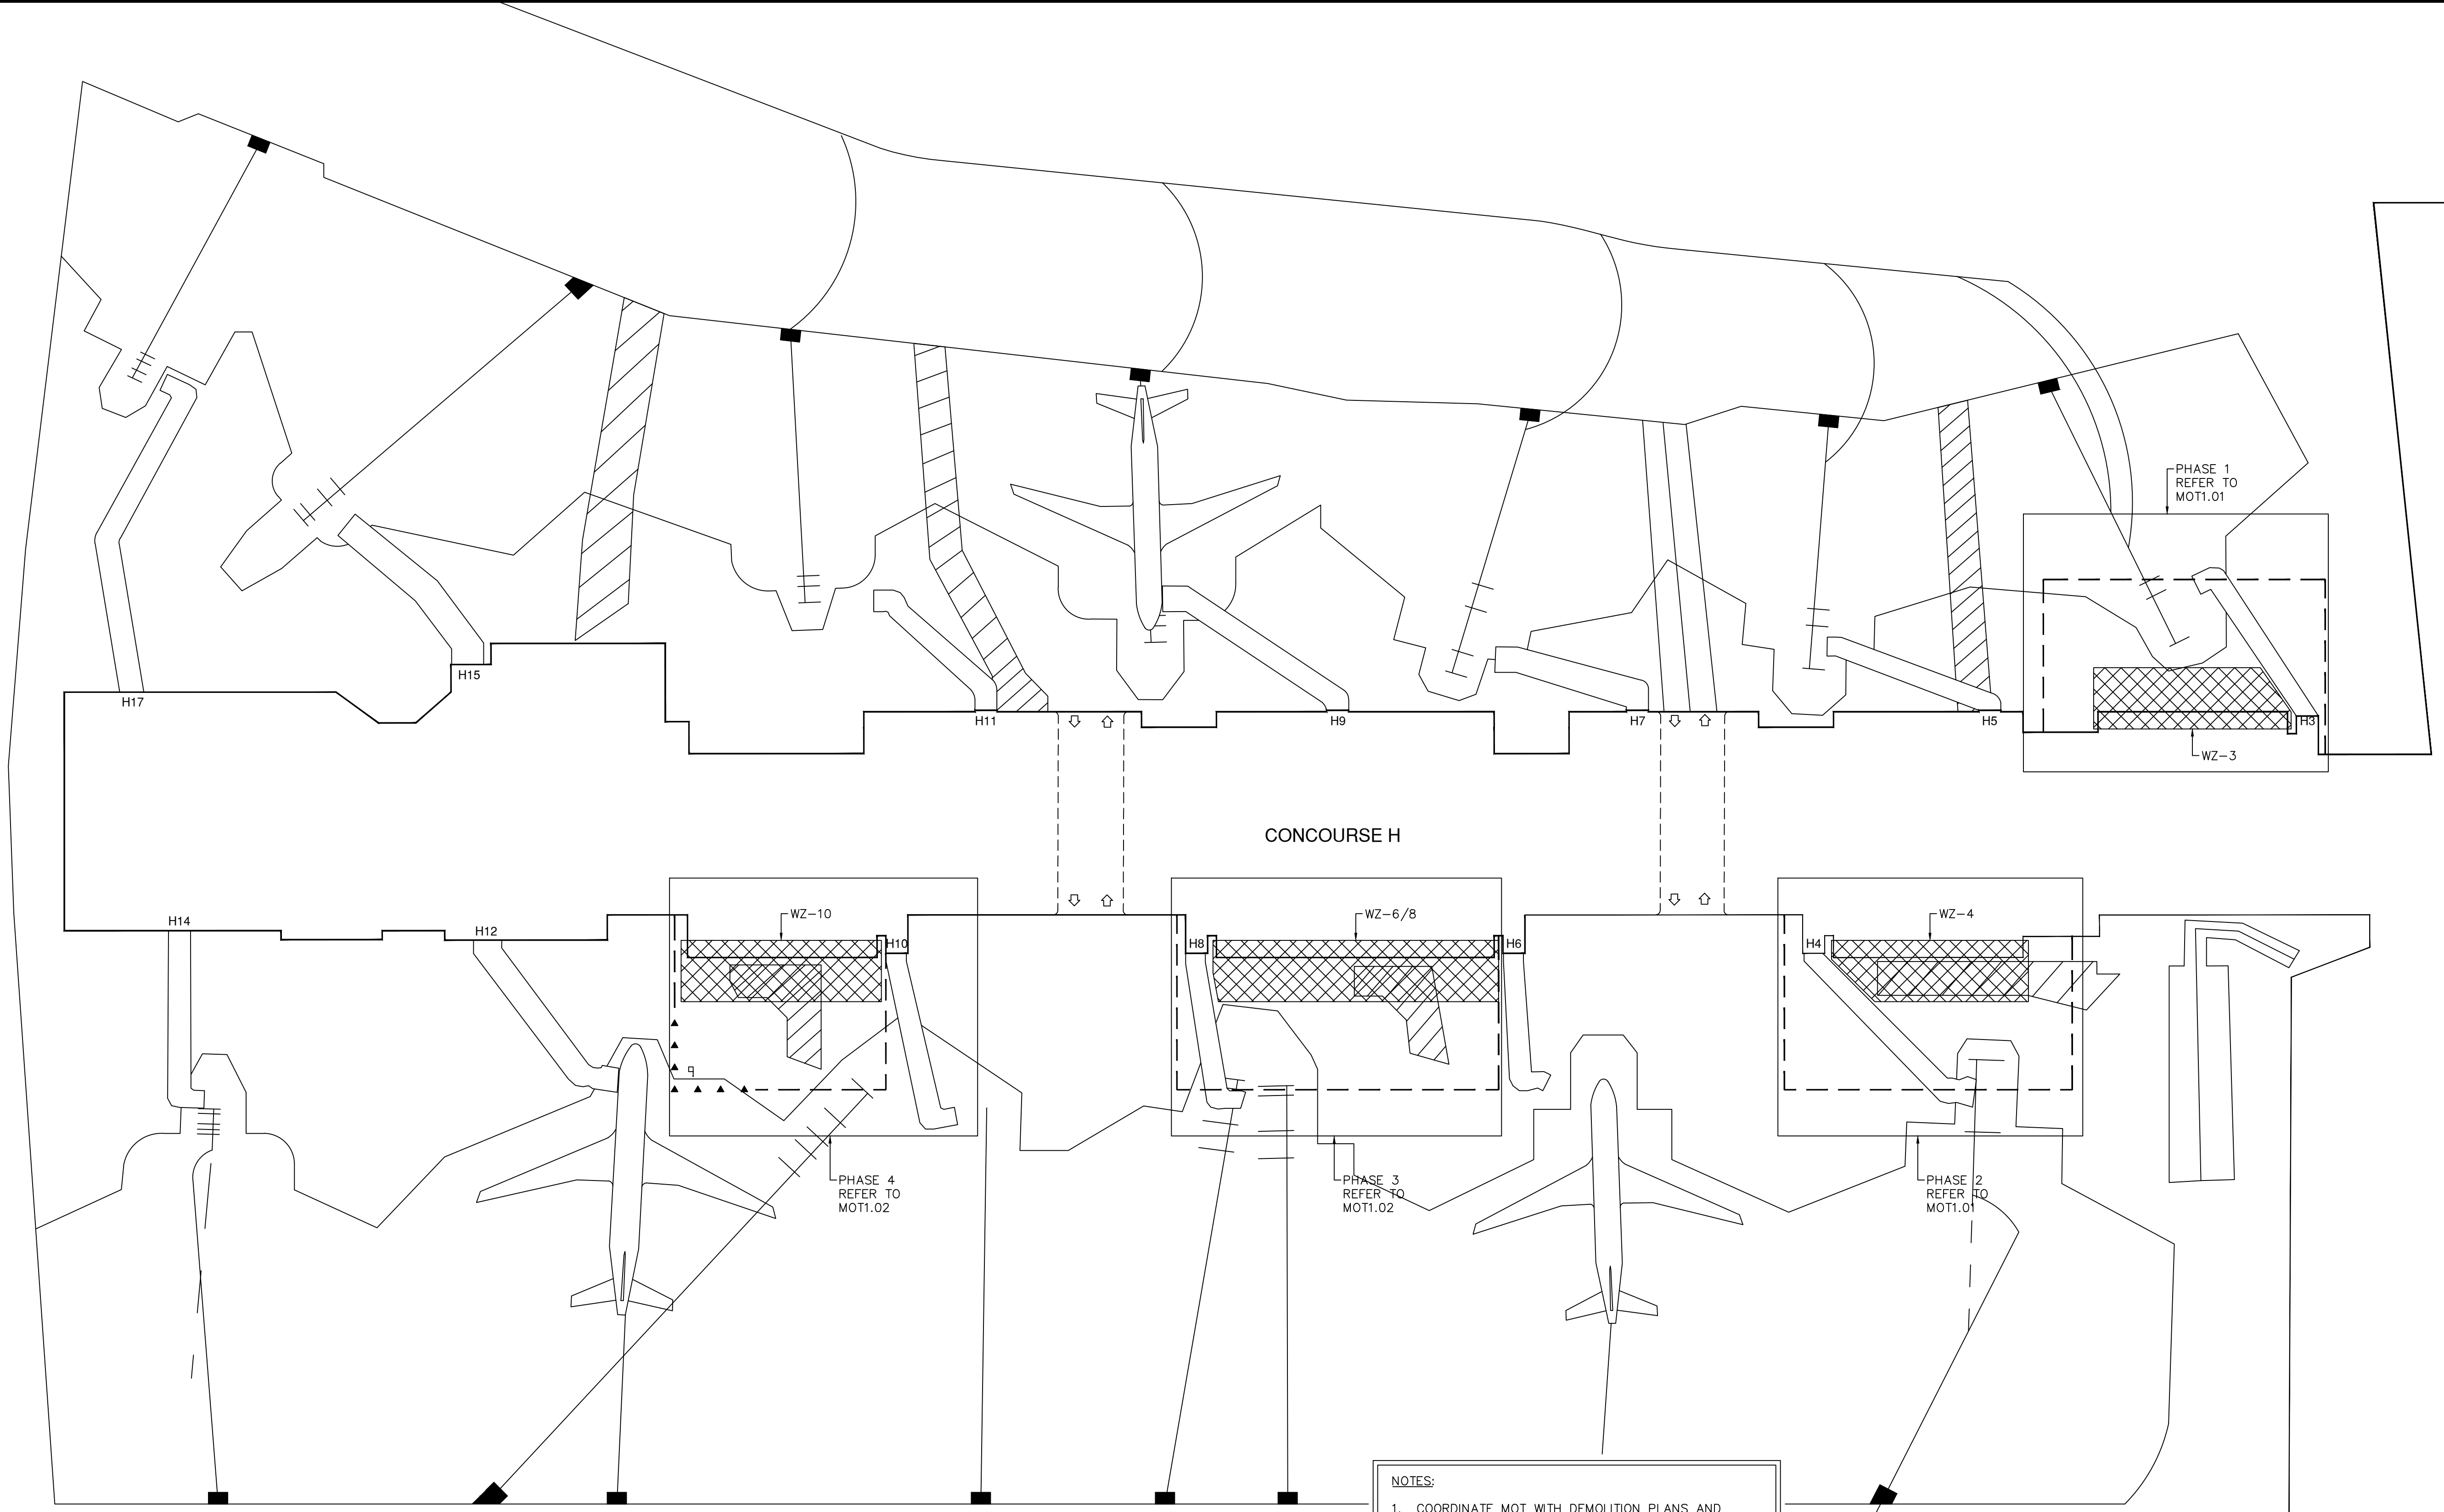 PHASE 1
REFER TO
MOT1.01
H15
H17
H11
H9
H7
H5
H3
WZ-3
CONCOURSE H
H14
H12
WZ-10
H10
WZ-6/8
H8
H6
WZ-4
H4
PHASE 4
REFER TO
MOT1.02
PHASE 3
REFER TO
MOT1.02
PHASE 2
REFER TO
MOT1.01
NOTES:
1. COORDINATE MOT WITH DEMOLITION PLANS AND